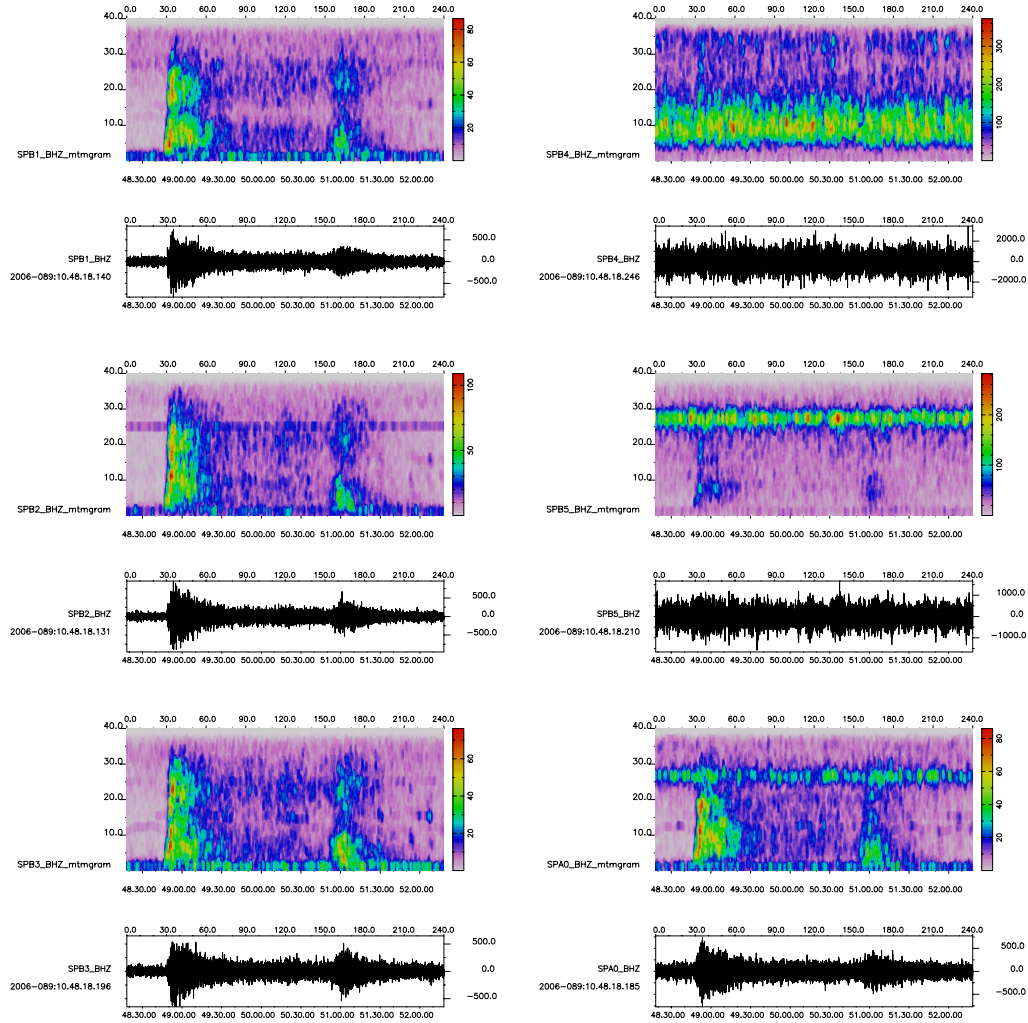 0.0 30.0 60.0 90.0 120.0 150.0 180.0 210.0 240.0
40.0
30.0
20.0
10.0
80
60
40
20
SPB1_BHZ_mtmgram
48.30.00 49.00.00 49.30.00 50.00.00 50.30.00 51.00.00 51.30.00 52.00.00
0.0 30.0 60.0 90.0 120.0 150.0 180.0 210.0 240.0
SPB1_BHZ
2006-089:10.48.18.140
500.0
0.0
-500.0
48.30.00 49.00.00 49.30.00 50.00.00 50.30.00 51.00.00 51.30.00 52.00.00
0.0 30.0 60.0 90.0 120.0 150.0 180.0 210.0 240.0
40.0
30.0
20.0
10.0
100
50
SPB2_BHZ_mtmgram
48.30.00 49.00.00 49.30.00 50.00.00 50.30.00 51.00.00 51.30.00 52.00.00
0.0 30.0 60.0 90.0 120.0 150.0 180.0 210.0 240.0
SPB2_BHZ
2006-089:10.48.18.131
500.0
0.0
-500.0
48.30.00 49.00.00 49.30.00 50.00.00 50.30.00 51.00.00 51.30.00 52.00.00
0.0 30.0 60.0 90.0 120.0 150.0 180.0 210.0 240.0
40.0
30.0
20.0
10.0
60
40
20
SPB3_BHZ_mtmgram
48.30.00 49.00.00 49.30.00 50.00.00 50.30.00 51.00.00 51.30.00 52.00.00
0.0 30.0 60.0 90.0 120.0 150.0 180.0 210.0 240.0
SPB3_BHZ
2006-089:10.48.18.196
500.0
0.0
-500.0
48.30.00 49.00.00 49.30.00 50.00.00 50.30.00 51.00.00 51.30.00 52.00.00
0.0 30.0 60.0 90.0 120.0 150.0 180.0 210.0 240.0
40.0
30.0
20.0
10.0
300
200
100
SPB4_BHZ_mtmgram
48.30.00 49.00.00 49.30.00 50.00.00 50.30.00 51.00.00 51.30.00 52.00.00
0.0 30.0 60.0 90.0 120.0 150.0 180.0 210.0 240.0
SPB4_BHZ
2006-089:10.48.18.246
2000.0
0.0
-2000.0
48.30.00 49.00.00 49.30.00 50.00.00 50.30.00 51.00.00 51.30.00 52.00.00
0.0 30.0 60.0 90.0 120.0 150.0 180.0 210.0 240.0
40.0
30.0
20.0
10.0
200
100
SPB5_BHZ_mtmgram
48.30.00 49.00.00 49.30.00 50.00.00 50.30.00 51.00.00 51.30.00 52.00.00
0.0 30.0 60.0 90.0 120.0 150.0 180.0 210.0 240.0
SPB5_BHZ
2006-089:10.48.18.210
1000.0
0.0
-1000.0
48.30.00 49.00.00 49.30.00 50.00.00 50.30.00 51.00.00 51.30.00 52.00.00
0.0 30.0 60.0 90.0 120.0 150.0 180.0 210.0 240.0
40.0
30.0
20.0
10.0
80
60
40
20
SPA0_BHZ_mtmgram
48.30.00 49.00.00 49.30.00 50.00.00 50.30.00 51.00.00 51.30.00 52.00.00
0.0 30.0 60.0 90.0 120.0 150.0 180.0 210.0 240.0
SPA0_BHZ
2006-089:10.48.18.185
500.0
0.0
-500.0
48.30.00 49.00.00 49.30.00 50.00.00 50.30.00 51.00.00 51.30.00 52.00.00